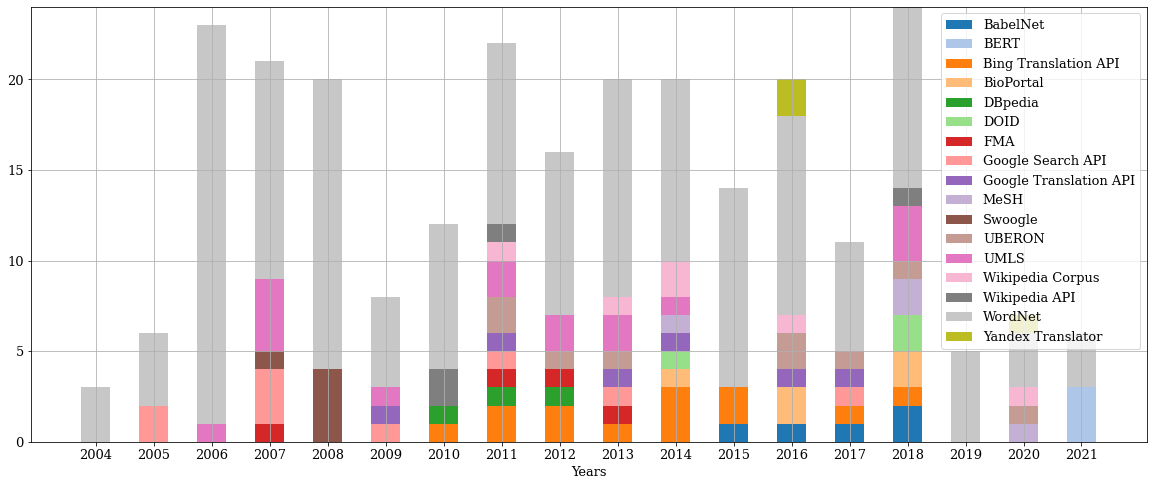 20
15
10
5
0
2004 2005 2006 2007 2008 2009 2010 2011 2012 2013 2014 2015 2016 2017 2018 2019 2020 2021
Years
BabelNet
BERT
Bing Translation API
BioPortal
DBpedia
DOID
FMA
Google Search API
Google Translation API
MeSH
Swoogle
UBERON
UMLS
Wikipedia Corpus
Wikipedia API
WordNet
Yandex Translator